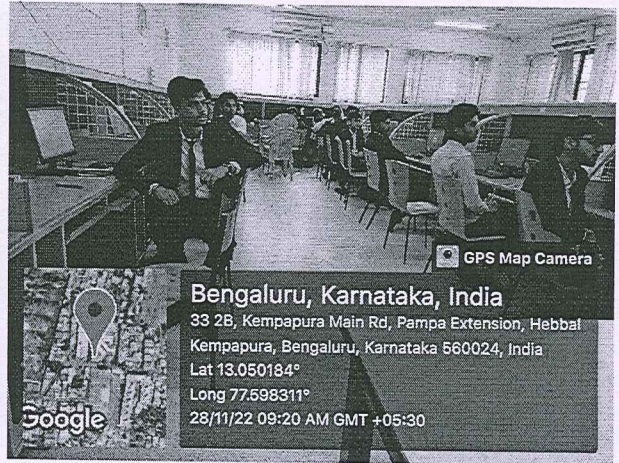 GPS Map Camera
Bengaluru, Karnataka, India
33 2B, Kempapura Main Rd, Pampa Extension, Hebbal
Kempapura, Bengaluru, Karnataka 560024, India
Lat 13.050184°
Long 77.598311°
28/11/22 09:20 AM GMT +05:30
Google